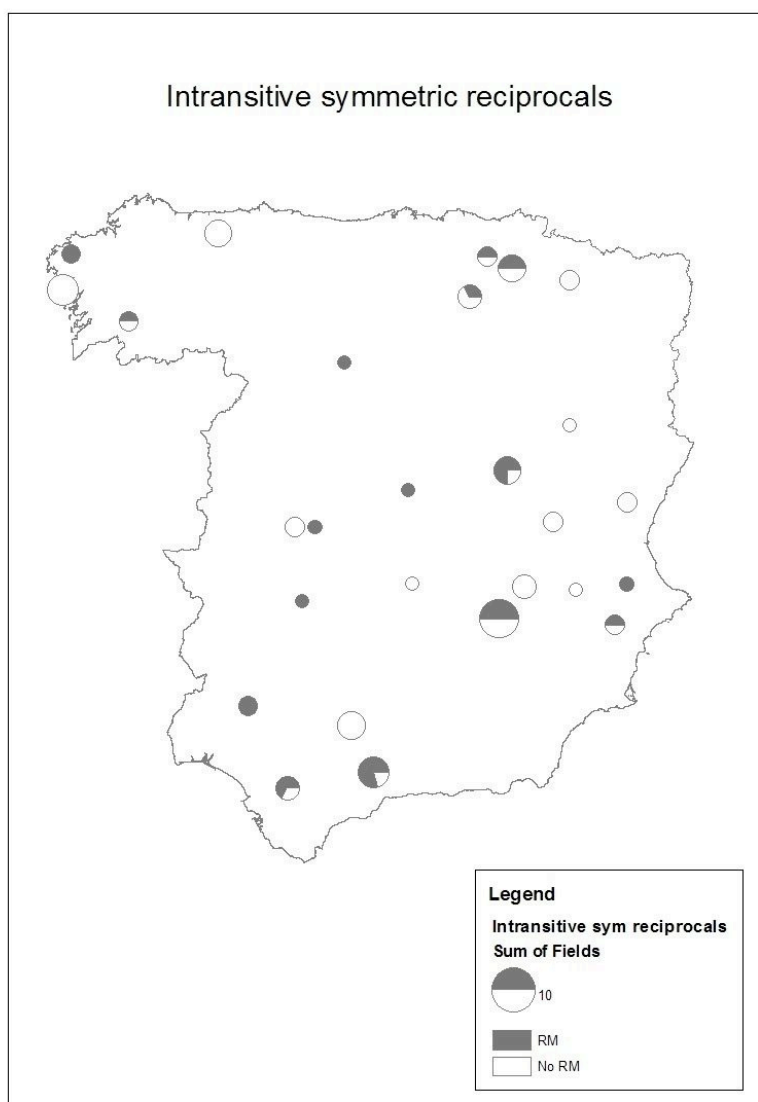 Intransitive symmetric reciprocals
Legend
Intransitive sym reciprocals
Sum of Fields
10
RM
No RM